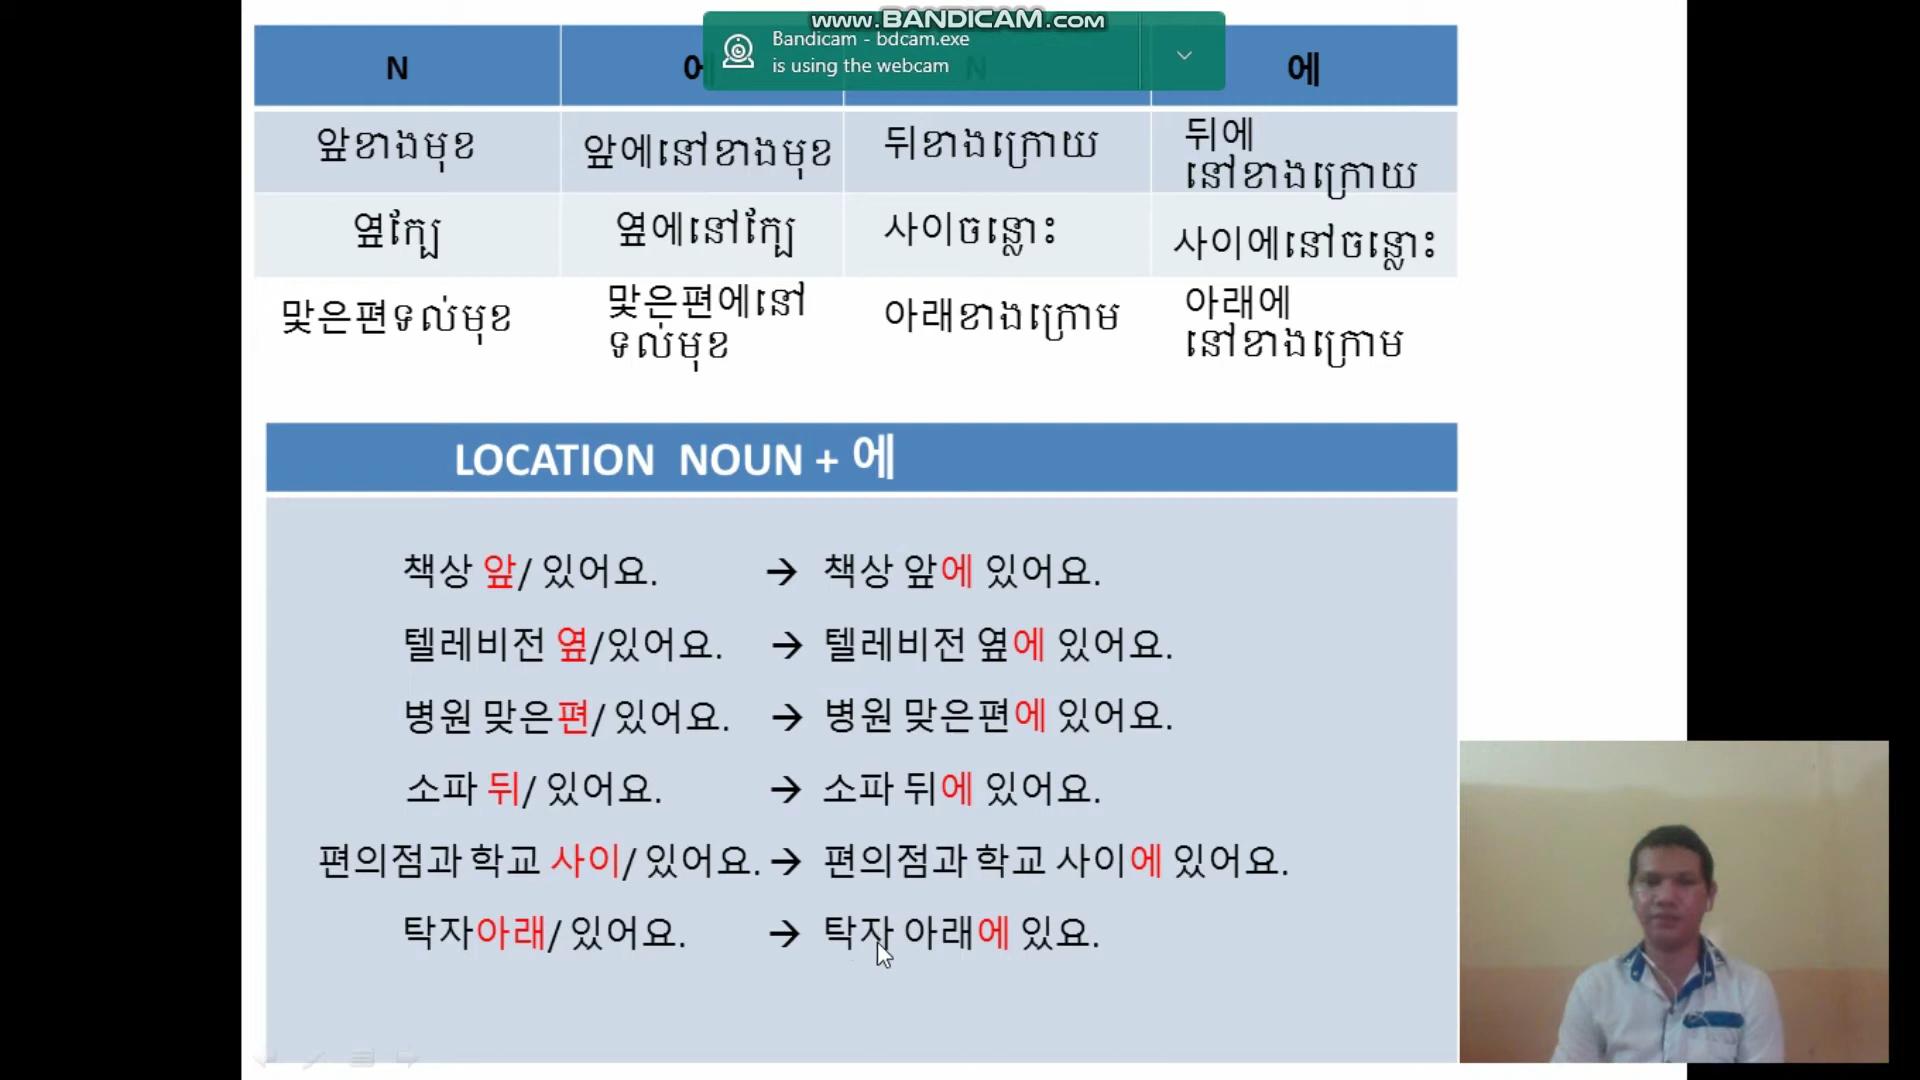 www.BANDICAM.com
Bandicam - bdcam.exe
is using the webcam
N
N 에
앞ខាងមុខ
앞에នៅខាងមុខ
뒤ខាងក្រោយ
뒤에
នៅខាងក្រោយ
옆ក្បែ
옆에នៅក្បែ
사이ចន្លោះ
사이에នៅចន្លោះ
맞은편ទល់មុខ
맞은편에នៅ
ទល់មុខ
아래ខាងក្រោម
아래에
នៅខាងក្រោម
LOCATION NOUN + 에
책상 앞/ 있어요. → 책상 앞에 있어요.
텔레비전 옆/있어요. → 텔레비전 옆에 있어요.
병원 맞은편/ 있어요. → 병원 맞은편에 있어요.
소파 뒤/ 있어요. → 소파 뒤에 있어요.
편의점과 학교 사이/ 있어요. → 편의점과 학교 사이에 있어요.
탁자아래/ 있어요. → 탁자 아래에 있요.